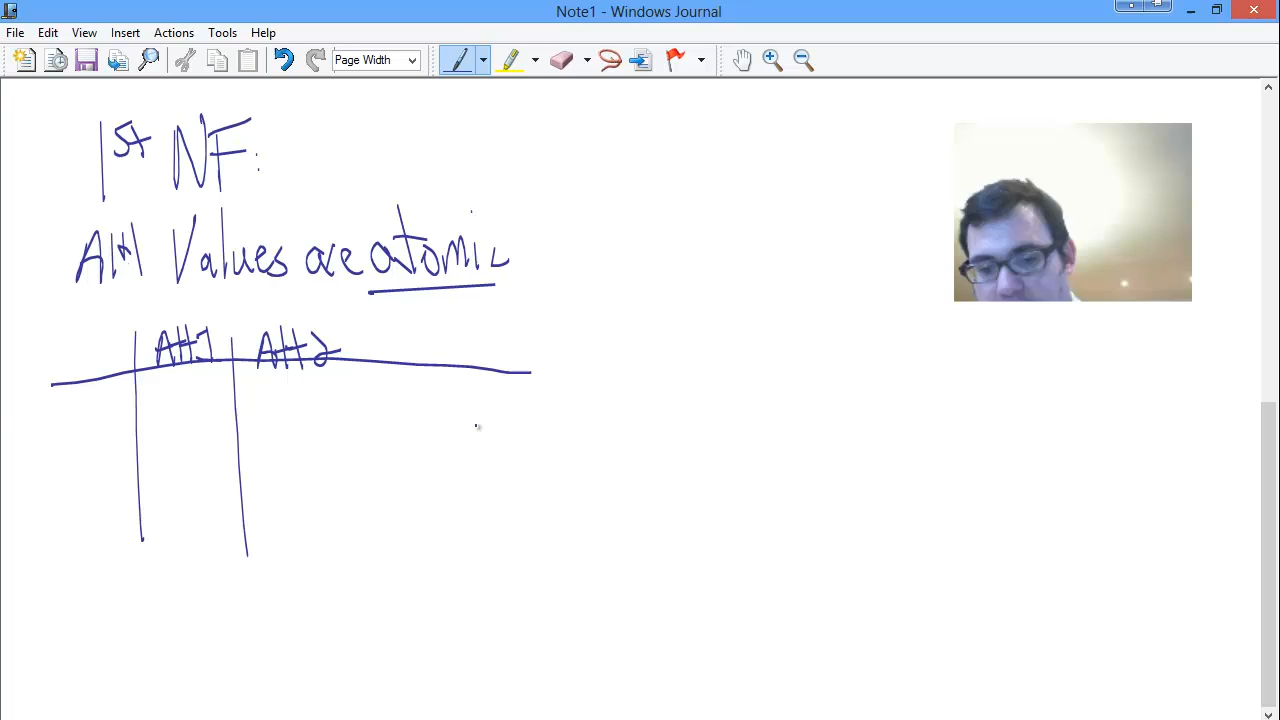 Note1 - Windows Journal
File Edit View Insert Actions Tools Help
Page Width
1st NF:
Att Values are atomic
Att1 Att2